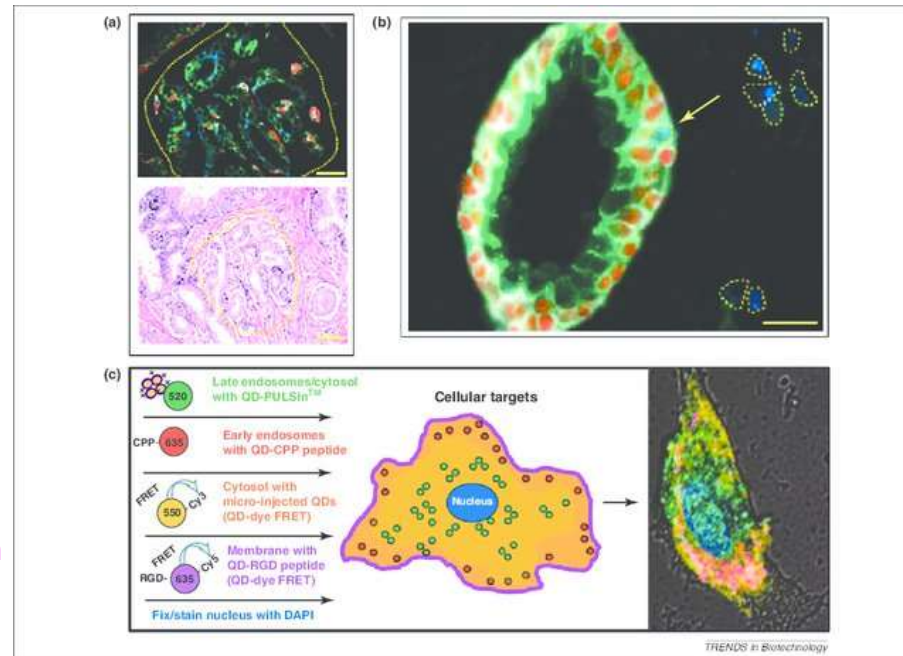 (a)
(b)
(c)
520
Late endosomes/cytosol
with QD-PULSin™
CPP-
635
Early endosomes
with QD-CPP peptide
FRET
550
Cy3
Cytosol with
micro-injected QDs
(QD-dye FRET)
FRET
RGD-
635
Cy5
Membrane with
QD-RGD peptide
(QD-dye FRET)
Fix/stain nucleus with DAPI
Cellular targets
Nucleus
TRENDS in Biotechnology